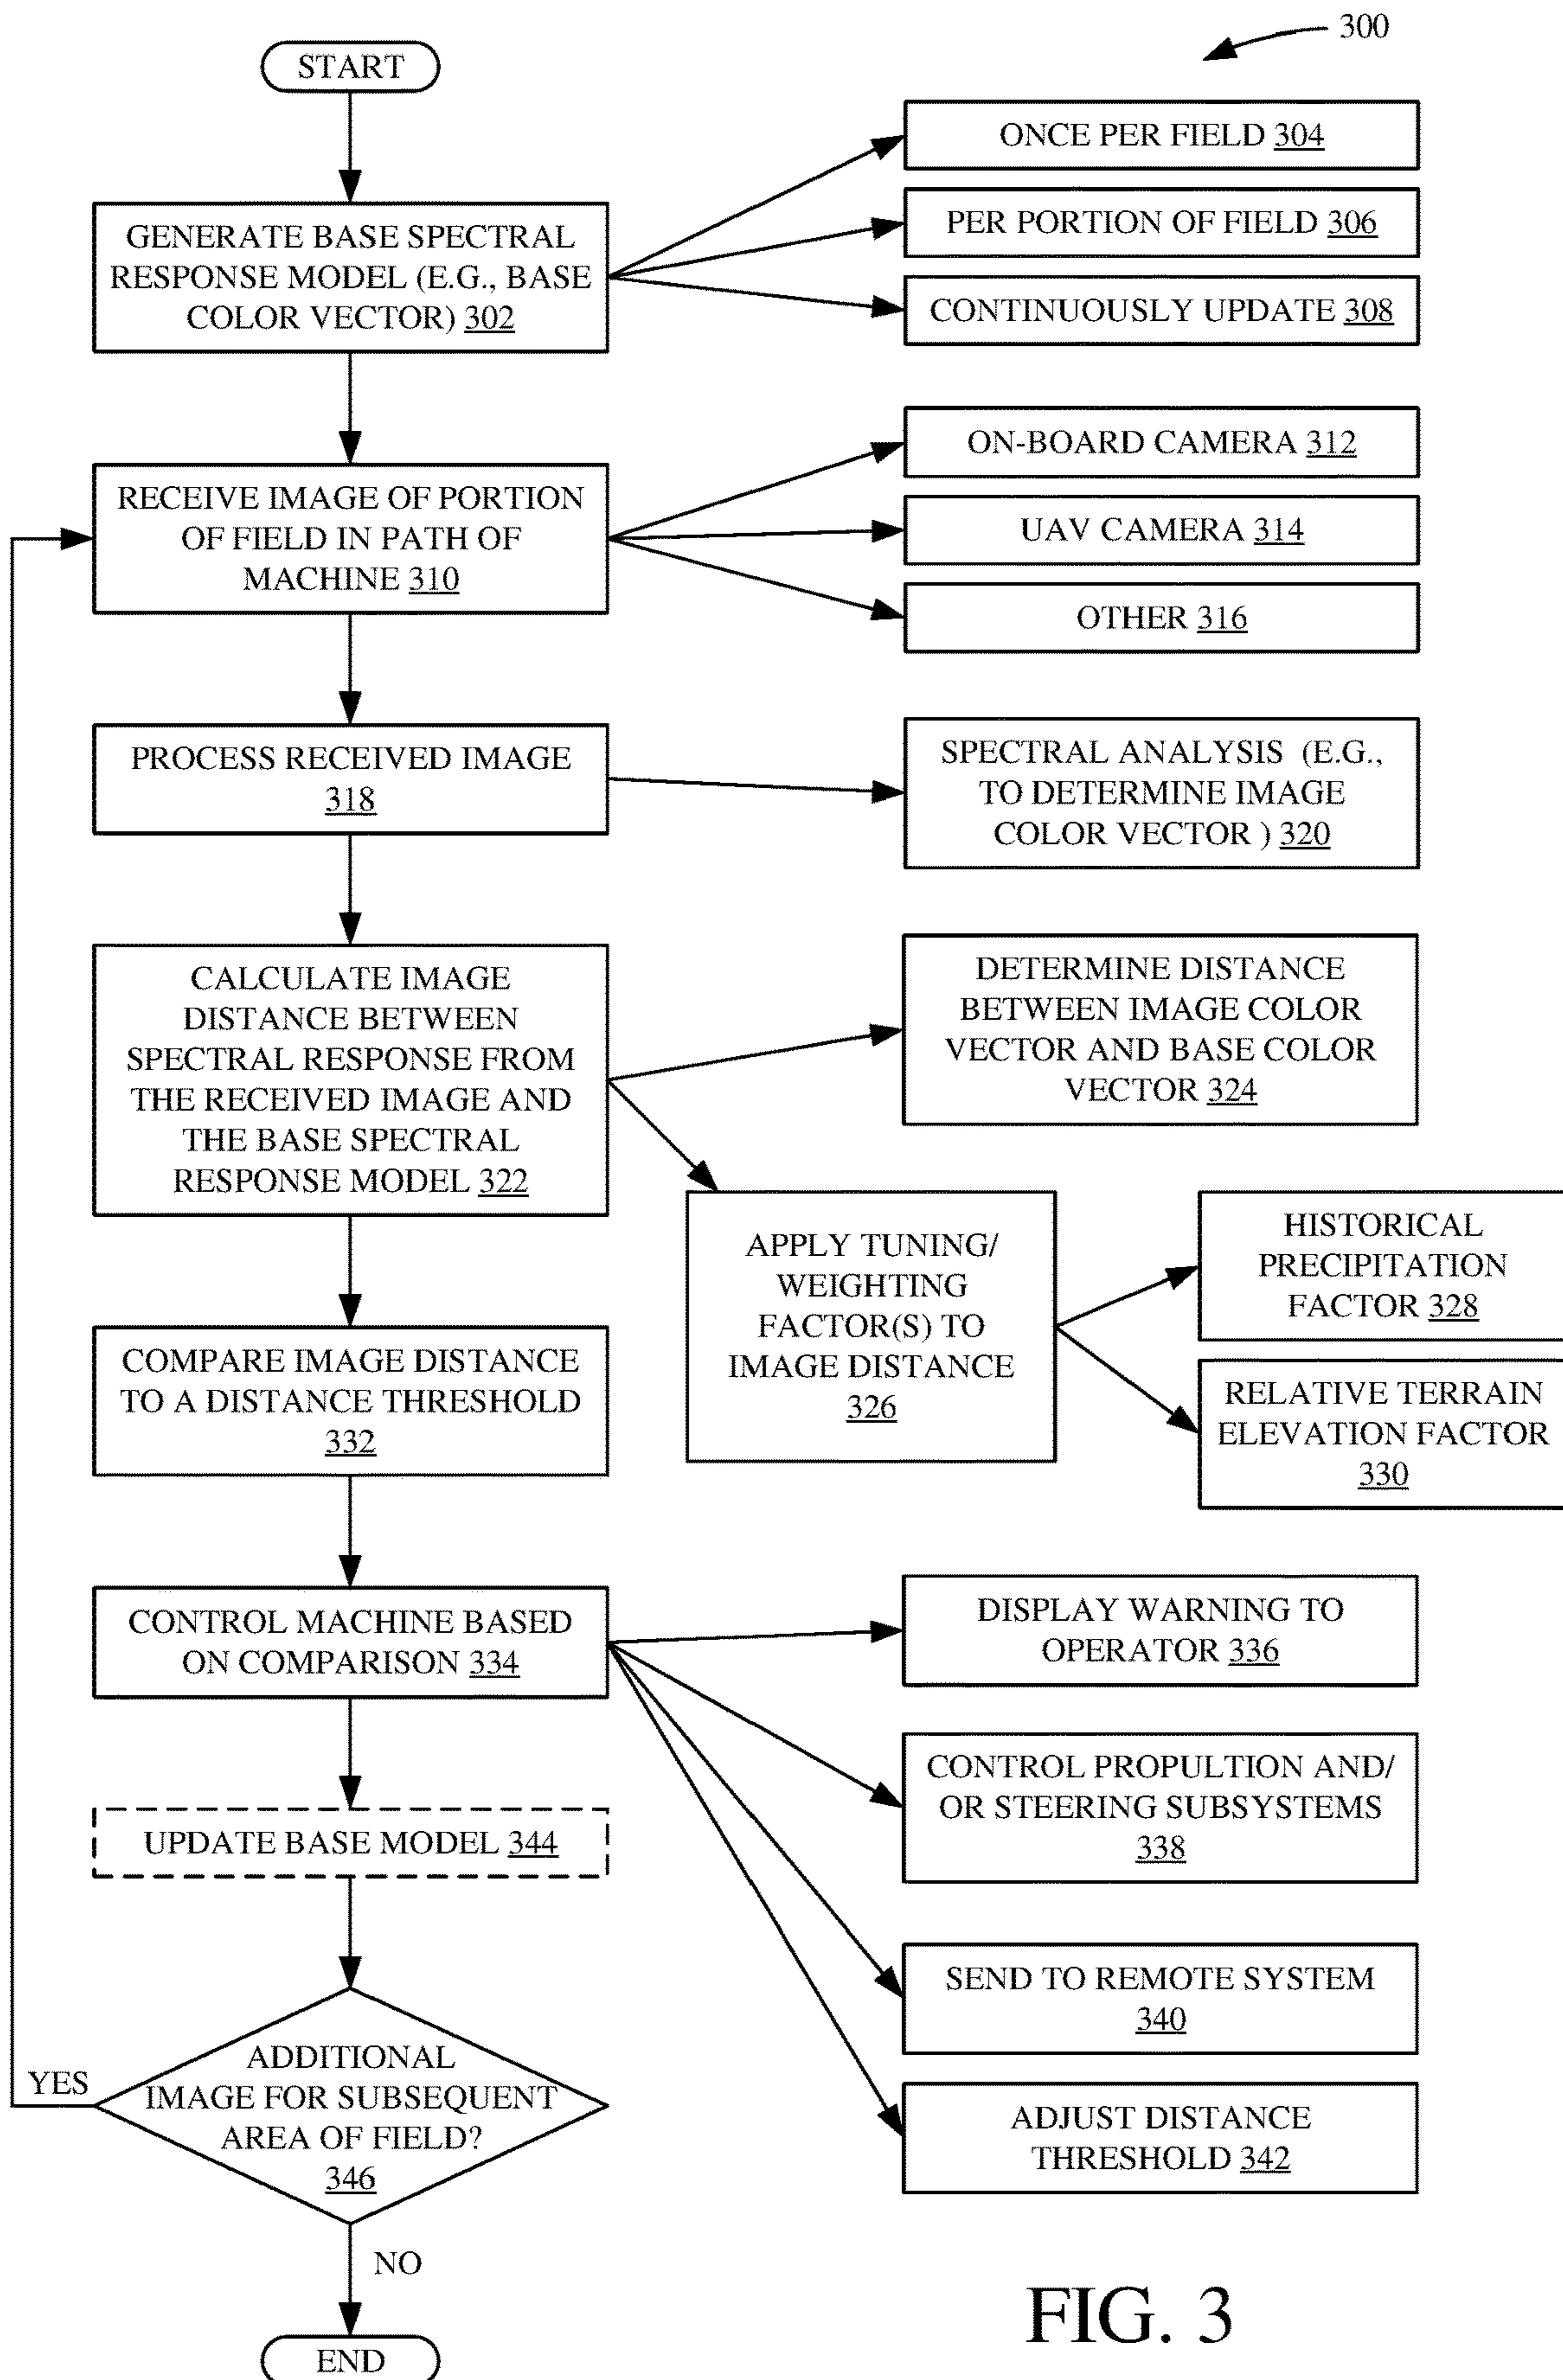 300
START
ONCE PER FIELD 304
GENERATE BASE SPECTRAL
RESPONSE MODEL (E.G., BASE
COLOR VECTOR) 302
PER PORTION OF FIELD 306
CONTINUOUSLY UPDATE 308
RECEIVE IMAGE OF PORTION
OF FIELD IN PATH OF
MACHINE 310
ON-BOARD CAMERA 312
UAV CAMERA 314
OTHER 316
PROCESS RECEIVED IMAGE
318
SPECTRAL ANALYSIS (E.G.,
TO DETERMINE IMAGE
COLOR VECTOR ) 320
CALCULATE IMAGE
DISTANCE BETWEEN
SPECTRAL RESPONSE FROM
THE RECEIVED IMAGE AND
THE BASE SPECTRAL
RESPONSE MODEL 322
DETERMINE DISTANCE
BETWEEN IMAGE COLOR
VECTOR AND BASE COLOR
VECTOR 324
APPLY TUNING/
WEIGHTING
FACTOR(S) TO
IMAGE DISTANCE
326
HISTORICAL
PRECIPITATION
FACTOR 328
RELATIVE TERRAIN
ELEVATION FACTOR
330
COMPARE IMAGE DISTANCE
TO A DISTANCE THRESHOLD
332
CONTROL MACHINE BASED
ON COMPARISON 334
DISPLAY WARNING TO
OPERATOR 336
CONTROL PROPULTION AND/
OR STEERING SUBSYSTEMS
338
SEND TO REMOTE SYSTEM
340
ADJUST DISTANCE
THRESHOLD 342
UPDATE BASE MODEL 344
ADDITIONAL
IMAGE FOR SUBSEQUENT
AREA OF FIELD?
346
YES
NO
END
FIG. 3